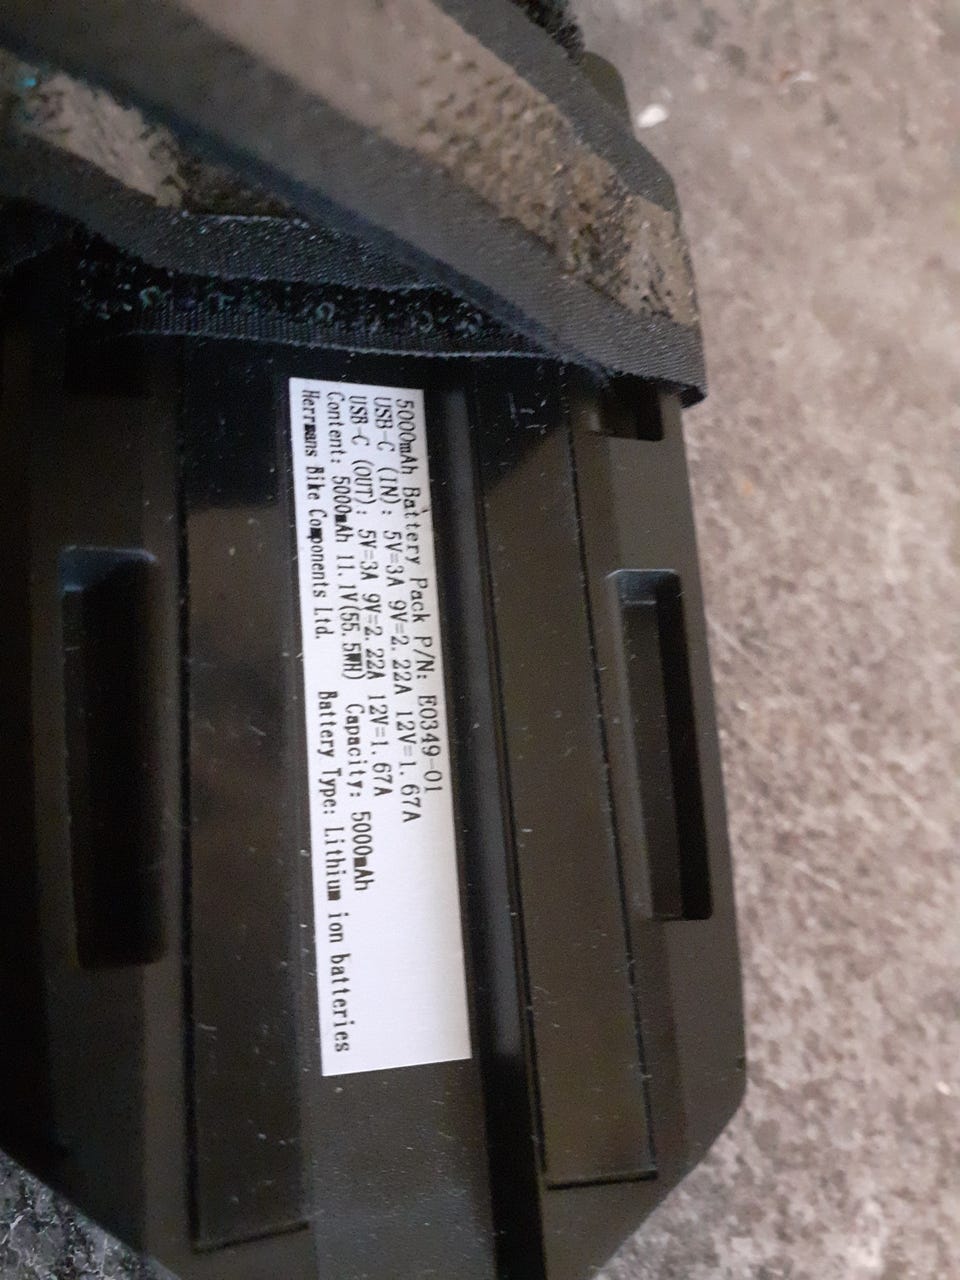 5000mAh Battery Pack P/N: E0349-01
USB-C (IN): 5V=3A 9V=2.22A 12V=1.67A
USB-C (OUT): 5V=3A 9V=2.22A 12V=1.67A
Content: 5000mAh 11.1V(55.5WH) Capacity: 5000mAh
Herrmans Bike Components Ltd. Battery Type: Lithium ion batteries